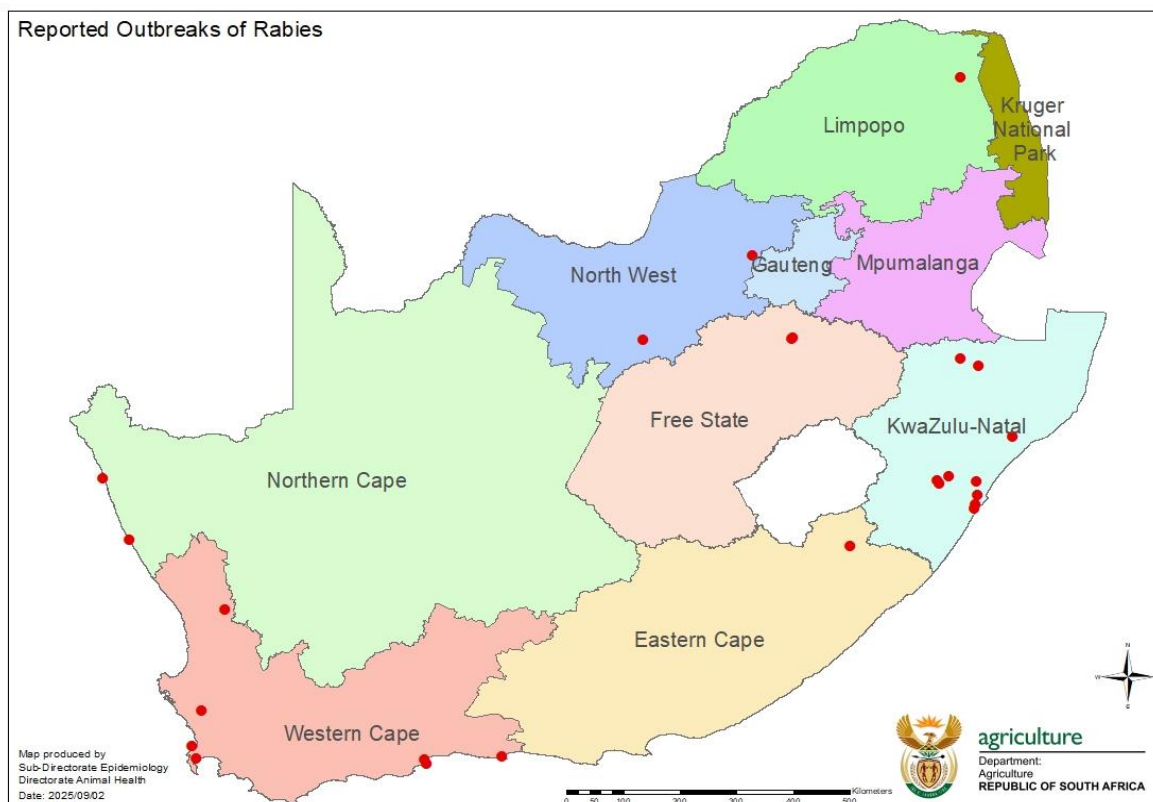 Reported Outbreaks of Rabies
Limpopo
Kruger
National
Park
North West
Gauteng
Mpumalanga
Free State
KwaZulu-Natal
Northern Cape
Eastern Cape
Western Cape
N
W
E
S
Map produced by
Sub-Directorate Epidemiology
Directorate Animal Health
Date: 2025/09/02
Kilometers
0 50 100 200 300 400 500
agriculture
Department:
Agriculture
REPUBLIC OF SOUTH AFRICA